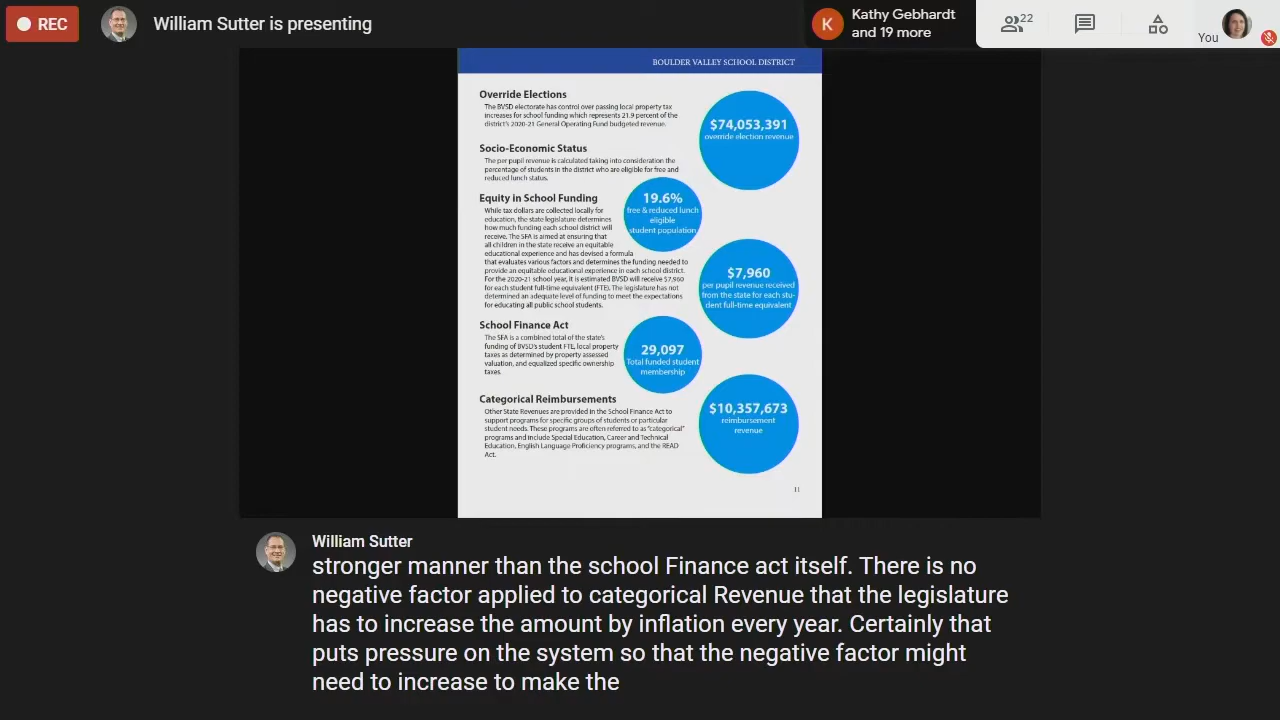 REC
William Sutter is presenting
K
Kathy Gebhardt
and 19 more
22
You
BOULDER VALLEY SCHOOL DISTRICT
Override Elections
The BVSD electorate has control over passing local property tax
increases for school funding which represents 21.9 percent of the
district's 2020-21 General Operating Fund budgeted revenue.
$74,053,391
override election revenue
Socio-Economic Status
The per pupil revenue is calculated taking into consideration the
percentage of students in the district who are eligible for free and
reduced lunch status.
19.6%
free & reduced lunch
eligible
student population
Equity in School Funding
While tax dollars are collected locally for
education, the state legislature determines
how much funding each school district will
receive. The SFA is aimed at ensuring that
all children in the state receive an equitable
educational experience and has devised a formula
that evaluates various factors and determines the funding needed to
provide an equitable educational experience in each school district.
For the 2020-21 school year, it is estimated BVSD will receive $7,960
for each student full-time equivalent (FTE). The legislature has not
determined an adequate level of funding to meet the expectations
for educating all public school students.
$7,960
per pupil revenue received
from the state for each stu-
dent full-time equivalent
School Finance Act
The SFA is a combined total of the state's
funding of BVSD's student FTE, local property
taxes as determined by property assessed
valuation, and equalized specific ownership
taxes.
29,097
Total funded student
membership
Categorical Reimbursements
Other State Revenues are provided in the School Finance Act to
support programs for specific groups of students or particular
student needs. These programs are often referred to as "categorical"
programs and include Special Education, Career and Technical
Education, English Language Proficiency programs, and the READ
Act.
$10,357,673
reimbursement
revenue
11
William Sutter
stronger manner than the school Finance act itself. There is no
negative factor applied to categorical Revenue that the legislature
has to increase the amount by inflation every year. Certainly that
puts pressure on the system so that the negative factor might
need to increase to make the